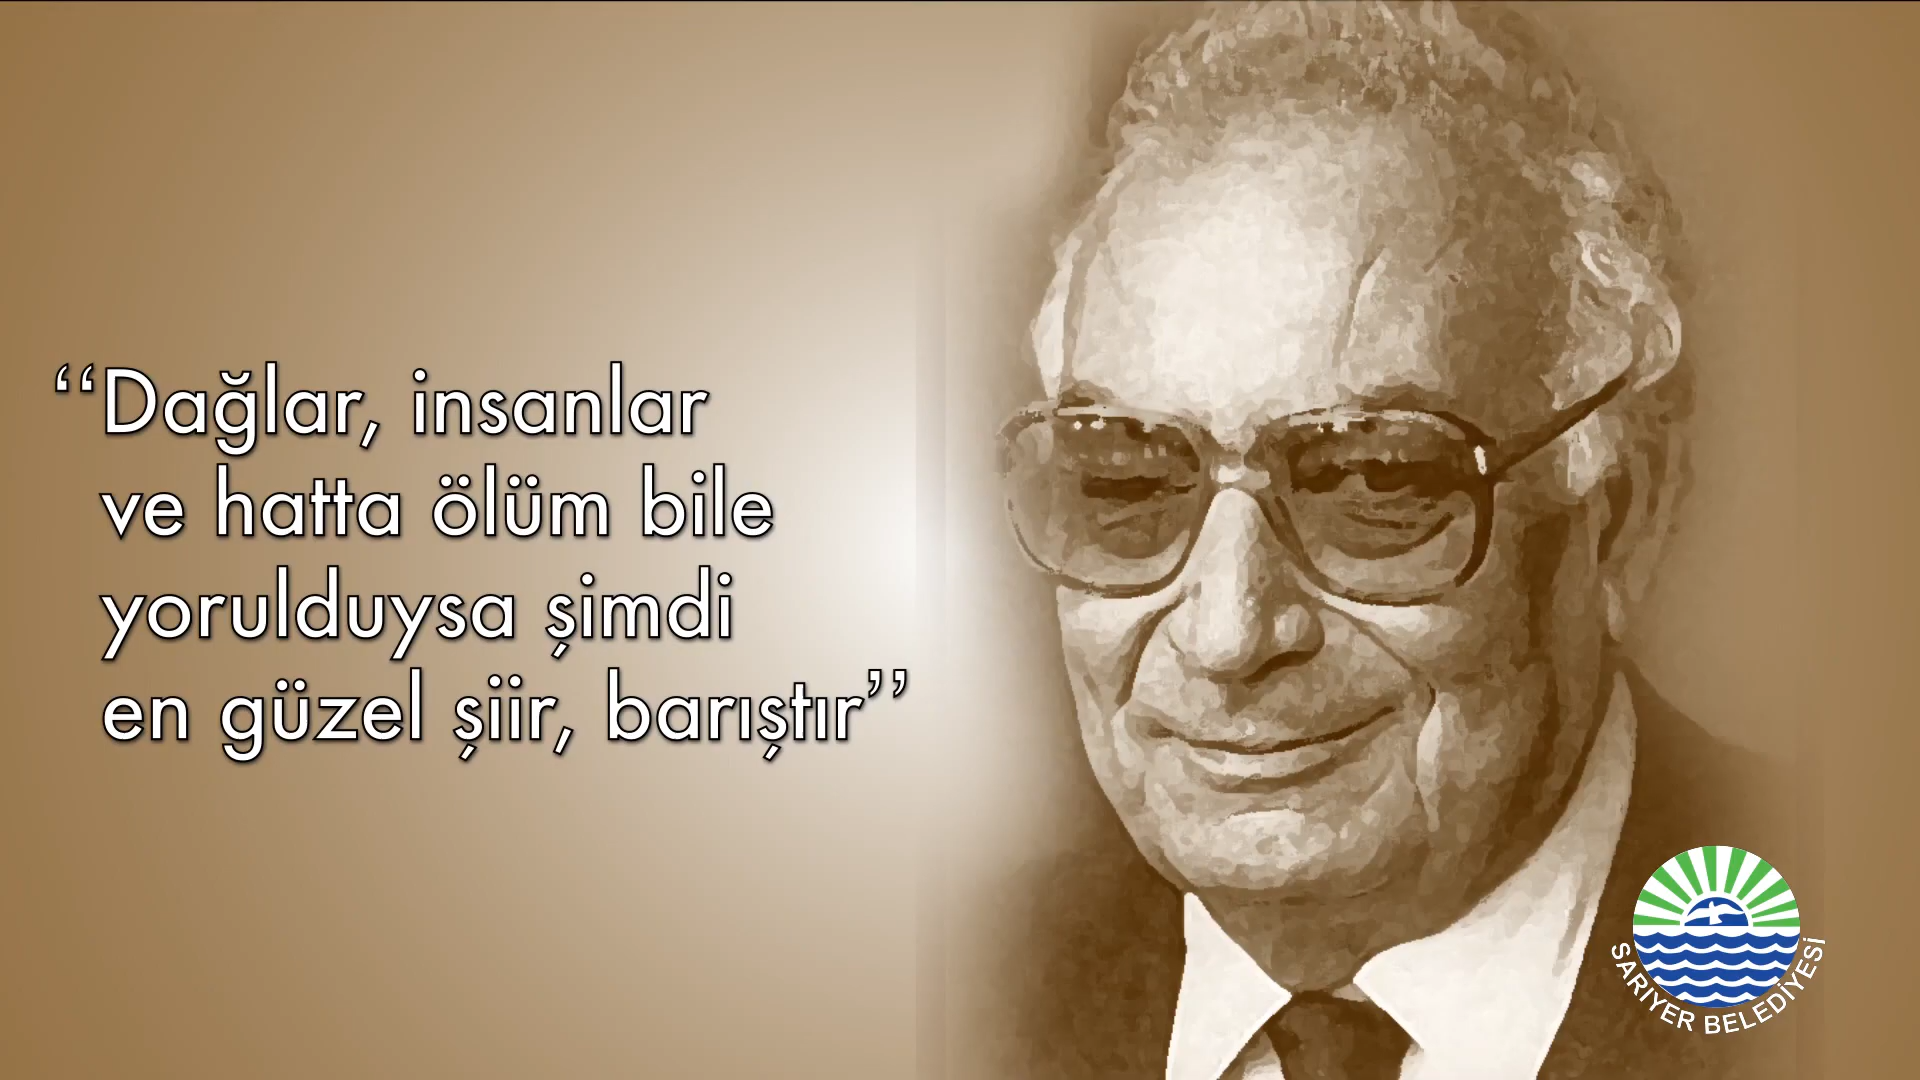 ‘‘Dağlar, insanlar
ve hatta ölüm bile
yorulduysa şimdi
en güzel şiir, barıştır’’
SARIYER BELEDİYESİ